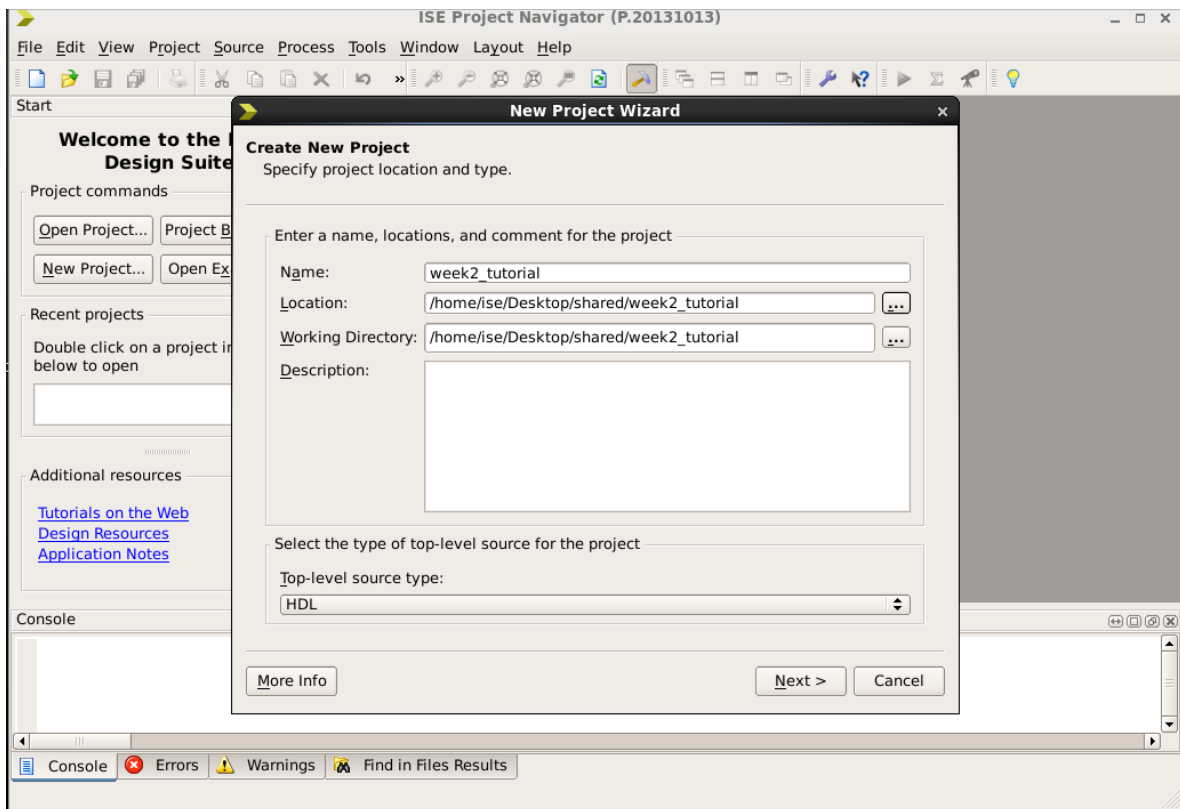 ISE Project Navigator (P.20131013)
File Edit View Project Source Process Tools Window Layout Help
»
Start
Welcome to the
Design Suite
Project commands
Open Project...
Project B
New Project...
Open Ex
Recent projects
Double click on a project in
below to open
Additional resources
Tutorials on the Web
Design Resources
Application Notes
New Project Wizard
Create New Project
Specify project location and type.
Enter a name, locations, and comment for the project
Name: week2_tutorial
Location: /home/ise/Desktop/shared/week2_tutorial ...
Working Directory: /home/ise/Desktop/shared/week2_tutorial ...
Description:
Select the type of top-level source for the project
Top-level source type:
HDL
More Info
Next >
Cancel
Console
Console Errors Warnings Find in Files Results